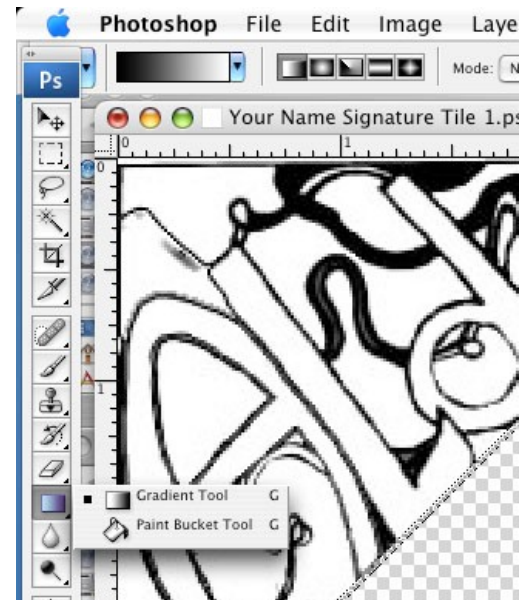 Photoshop File Edit Image Laye
Mode: N
Ps
Your Name Signature Tile 1.ps
0 1
0
1
Gradient Tool G
Paint Bucket Tool G